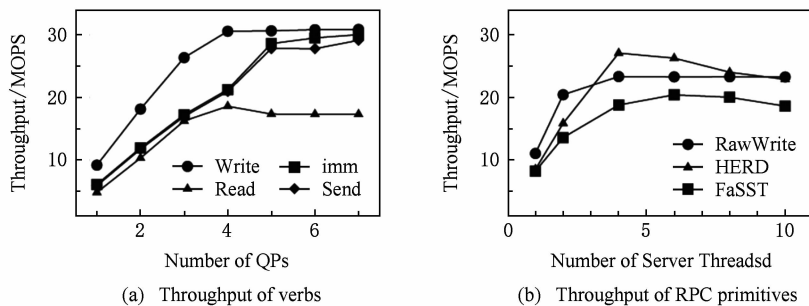 Throughput/MOPS
30
20
10
Write
imm
Read
Send
2
4
6
Number of QPs
(a) Throughput of verbs
Throughput/MOPS
30
20
10
RawWrite
HERD
FaSST
0
5
10
Number of Server Threadsd
(b) Throughput of RPC primitives